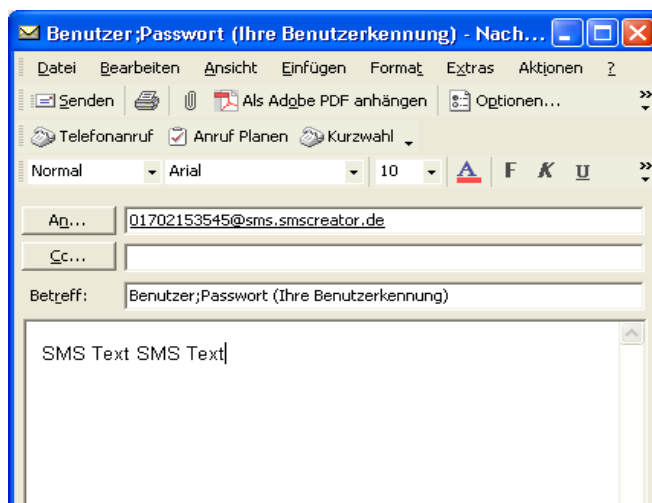 Benutzer;Passwort (Ihre Benutzerkennung) - Nach...
Datei Bearbeiten Ansicht Einfügen Format Extras Aktionen ?
Senden Als Adobe PDF anhängen Optionen... »
Telefonanruf Anruf Planen Kurzwahl
Normal Arial 10 A F K U »
An... 01702153545@sms.smscreator.de
Cc...
Betreff: Benutzer;Passwort (Ihre Benutzerkennung)
SMS Text SMS Text